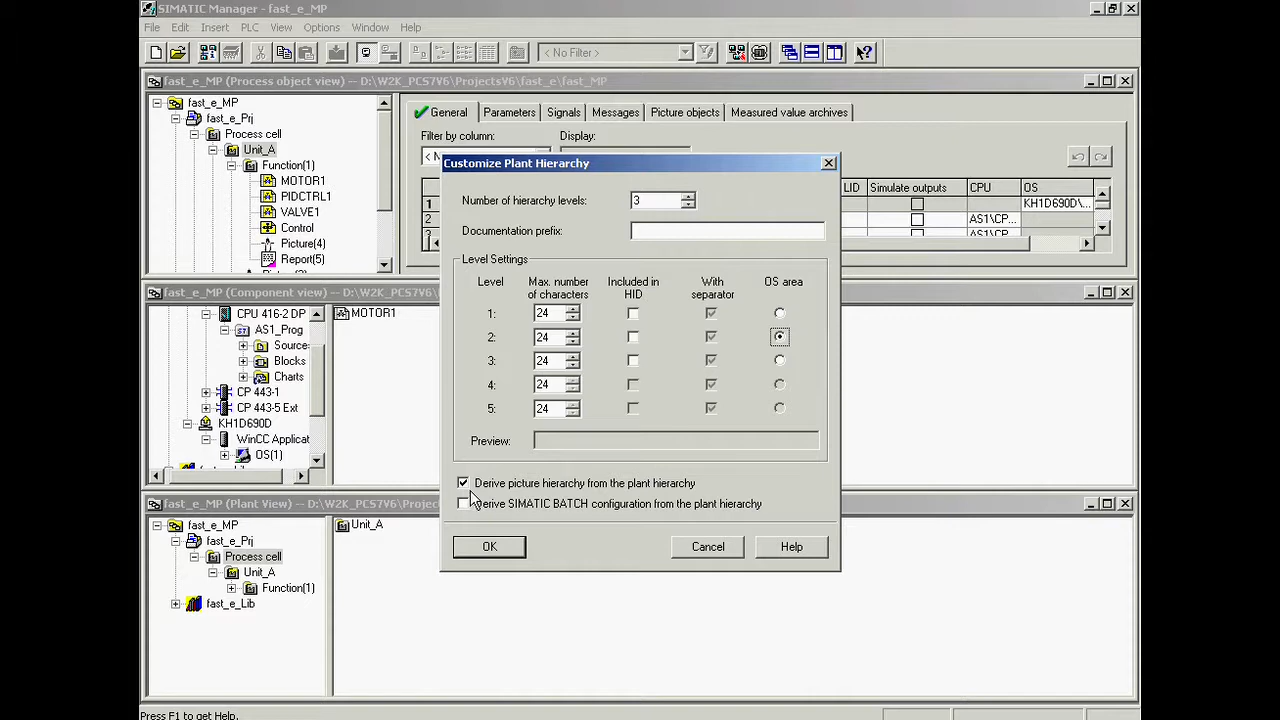 SIMATIC Manager - fast_e_MP
File Edit Insert PLC View Options Window Help
< No Filter >
fast_e_MP (Process object view) -- D:\W2K_PCS7V6\ProjectsV6\fast_e\fast_MP
fast_e_MP
fast_e_Prj
Process cell
Unit_A
Function(1)
MOTOR1
PIDCTRL1
VALVE1
Control
Picture(4)
Report(5)
General Parameters Signals Messages Picture objects Measured value archives
Filter by column: Display:
LID Simulate outputs CPU OS
1 KH1D690D\...
2 AS1\CP...
3 AS1\CP...
Customize Plant Hierarchy
Number of hierarchy levels: 3
Documentation prefix:
Level Settings
Level Max. number of characters Included in HID With separator OS area
1: 24
2: 24
3: 24
4: 24
5: 24
Preview:
Derive picture hierarchy from the plant hierarchy
Derive SIMATIC BATCH configuration from the plant hierarchy
OK Cancel Help
fast_e_MP (Component view) -- D:\W2K_PCS7V6\Project
CPU 416-2 DP
AS1_Prog
Source
Blocks
Charts
CP 443-1
CP 443-5 Ext
KH1D690D
WinCC Applicat
OS(1)
MOTOR1
fast_e_MP (Plant View) -- D:\W2K_PCS7V6\ProjectsV6
fast_e_MP
fast_e_Prj
Process cell
Unit_A
Function(1)
fast_e_Lib
Unit_A
Press F1 to get Help.